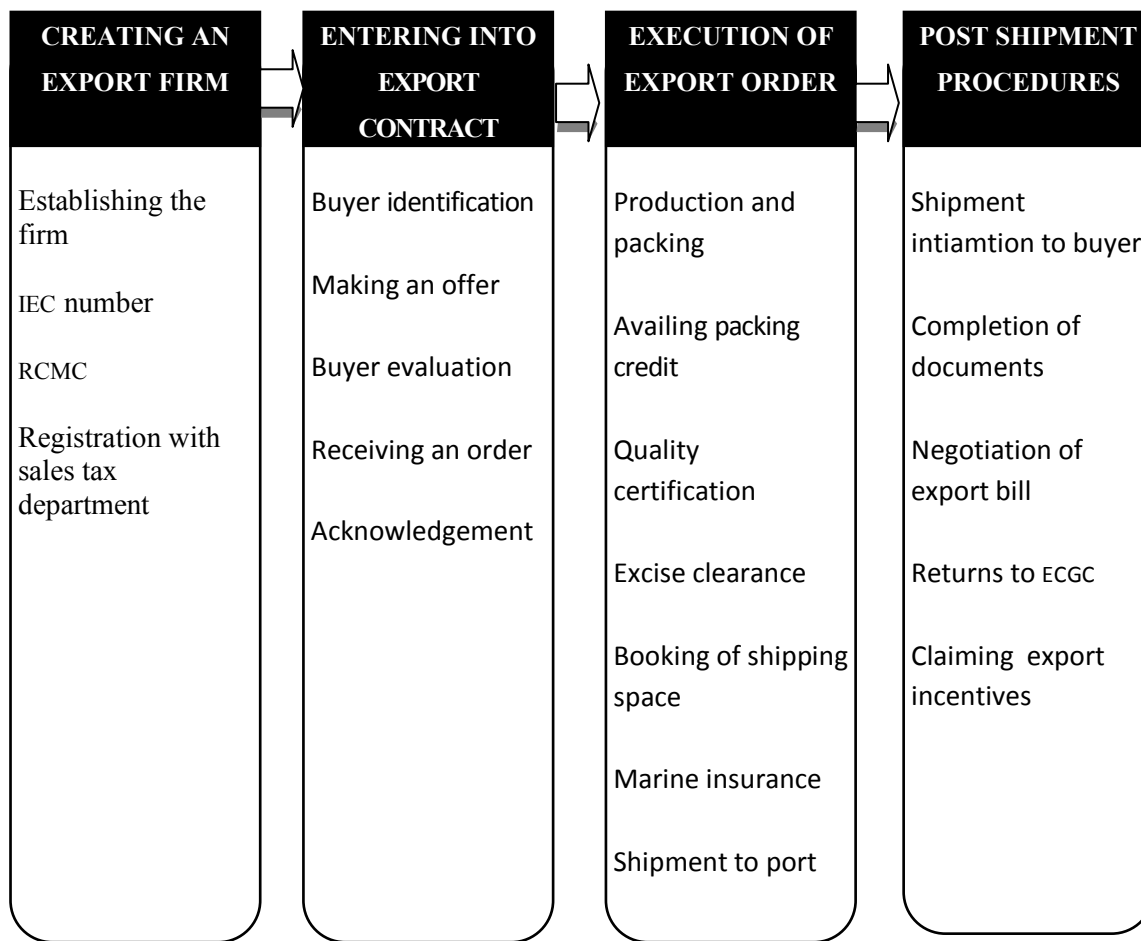 CREATING AN
EXPORT FIRM
Establishing the
firm
IEC number
RCMC
Registration with
sales tax
department
ENTERING INTO
EXPORT
CONTRACT
Buyer identification
Making an offer
Buyer evaluation
Receiving an order
Acknowledgement
EXECUTION OF
EXPORT ORDER
Production and
packing
Availing packing
credit
Quality
certification
Excise clearance
Booking of shipping
space
Marine insurance
Shipment to port
POST SHIPMENT
PROCEDURES
Shipment
intiamtion to buyer
Completion of
documents
Negotiation of
export bill
Returns to ECGC
Claiming export
incentives